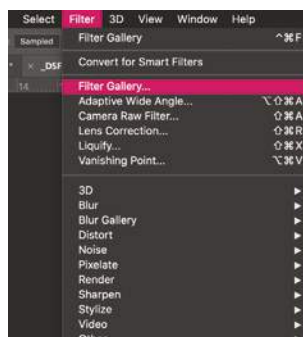 Select Filter 3D View Window Help
Sampled
Filter Gallery ^⌘F
× _DSF
Convert for Smart Filters
14
Filter Gallery...
Adaptive Wide Angle... ⌥⇧⌘A
Camera Raw Filter... ⇧⌘A
Lens Correction... ⇧⌘R
Liquify... ⇧⌘X
Vanishing Point... ⌥⌘V
3D
Blur
Blur Gallery
Distort
Noise
Pixelate
Render
Sharpen
Stylize
Video
Other